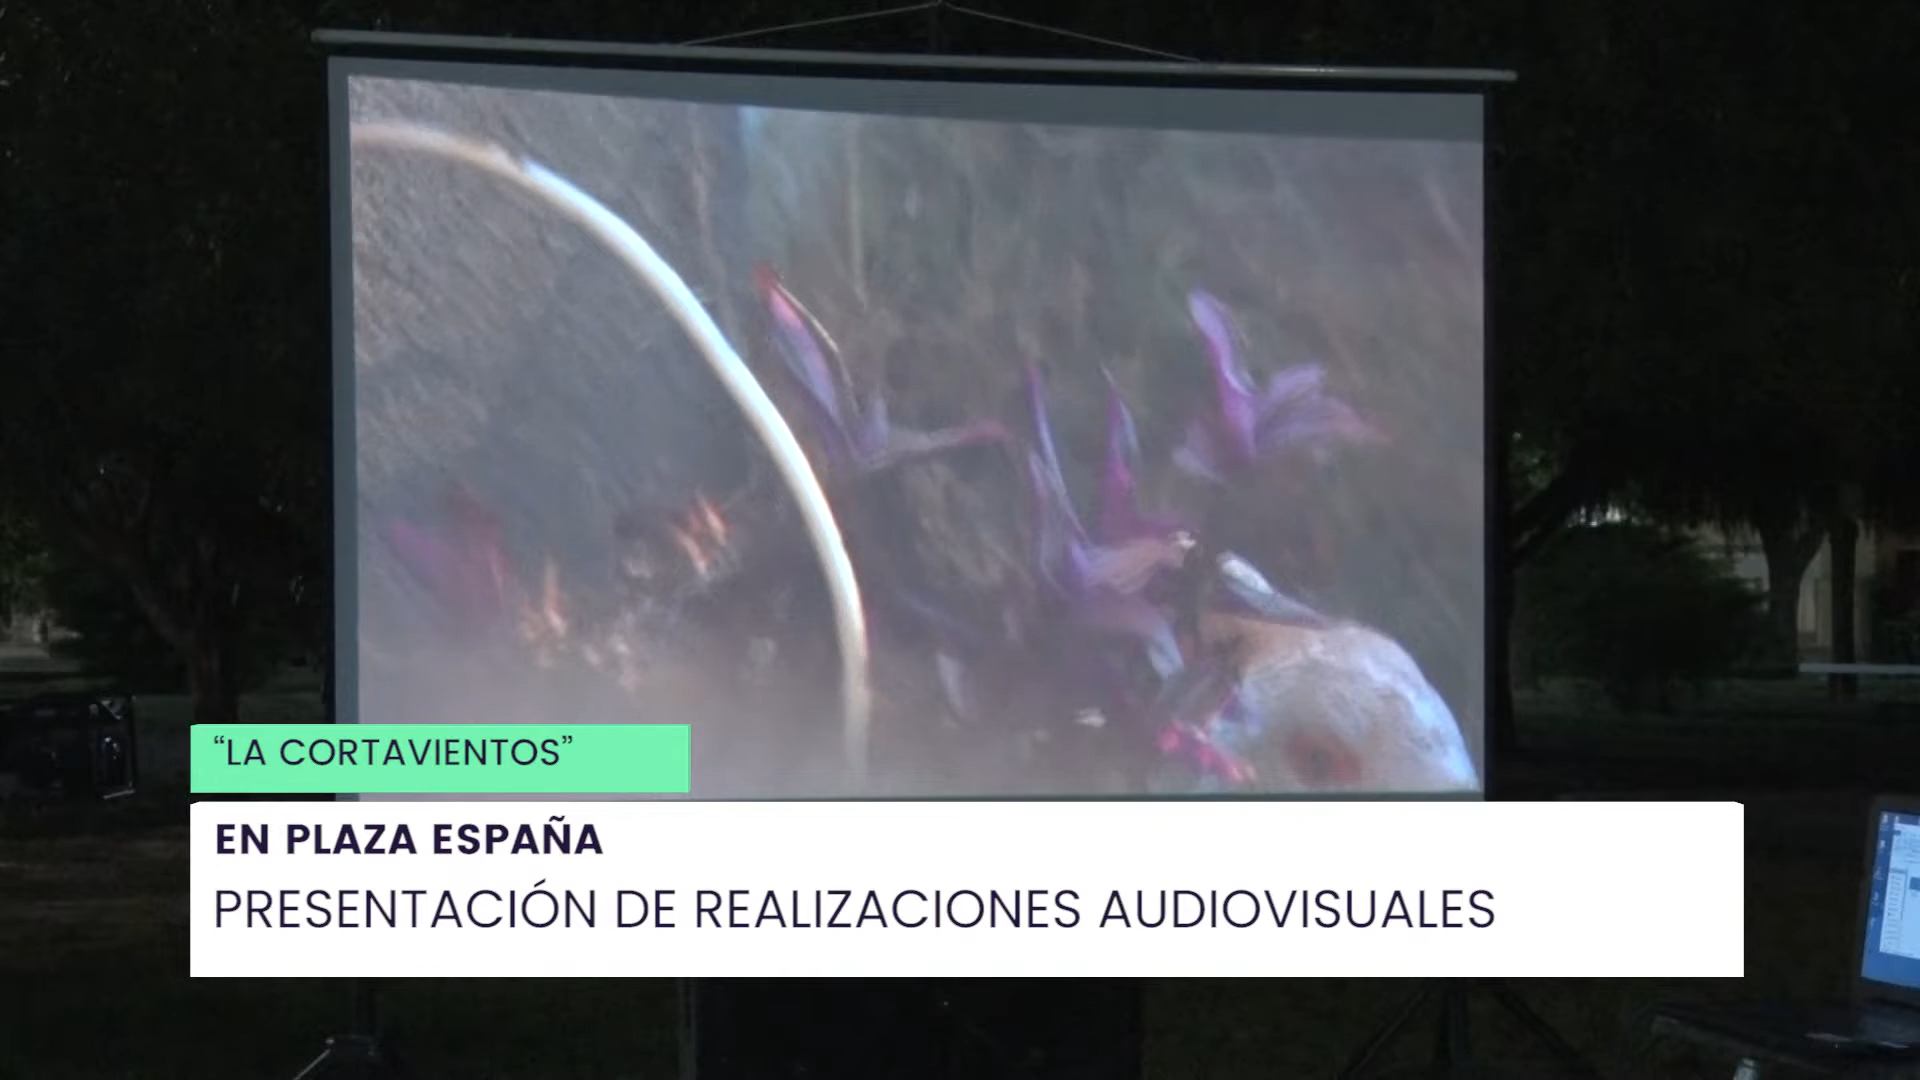 “LA CORTAVIENTOS”
EN PLAZA ESPAÑA
PRESENTACIÓN DE REALIZACIONES AUDIOVISUALES